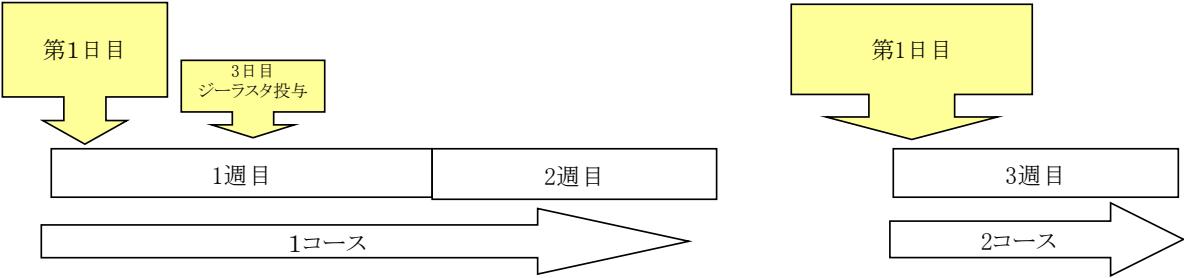 第1日目
3日目
ジーラスタ投与
第1日目
1週目
2週目
3週目
1コース
2コース